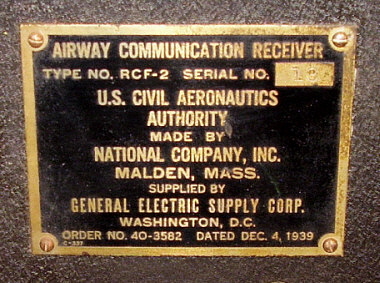 AIRWAY COMMUNICATION RECEIVER
TYPE NO. RCF-2 SERIAL NO.
U.S. CIVIL AERONAUTICS
AUTHORITY
MADE BY
NATIONAL COMPANY, INC.
MALDEN, MASS.
SUPPLIED BY
GENERAL ELECTRIC SUPPLY CORP.
WASHINGTON, D.C.
ORDER NO. 40-3582 DATED DEC. 4, 1939
C-337